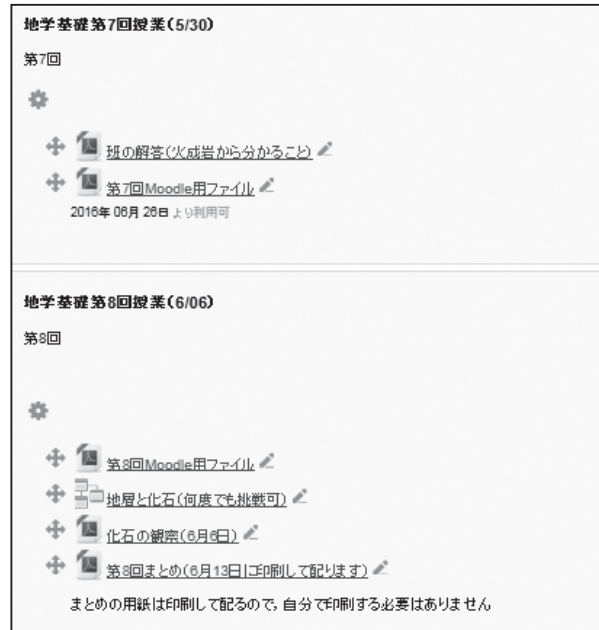 地学基礎第7回授業(5/30)
第7回
班の解答(火成岩から分かること)
第7回Moodle用ファイル
2016年 06月 26日 より利用可
地学基礎第8回授業(6/06)
第8回
第8回Moodle用ファイル
地層と化石(何度でも挑戦可)
化石の観察(6月6日)
第8回まとめ(6月13日に印刷して配ります)
まとめの用紙は印刷して配るので，自分で印刷する必要はありません